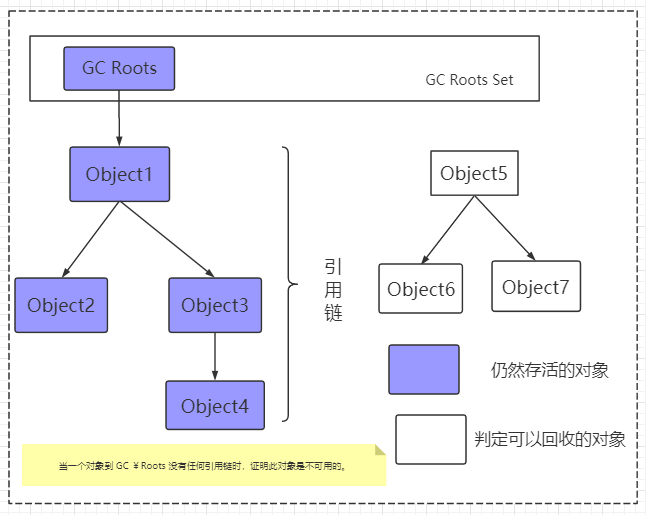 GC Roots
GC Roots Set
Object1
Object5
Object2
Object3
引
用
链
Object6
Object7
Object4
仍然存活的对象
判定可以回收的对象
当一个对象到 GC ¥ Roots 没有任何引用链时，证明此对象是不可用的。